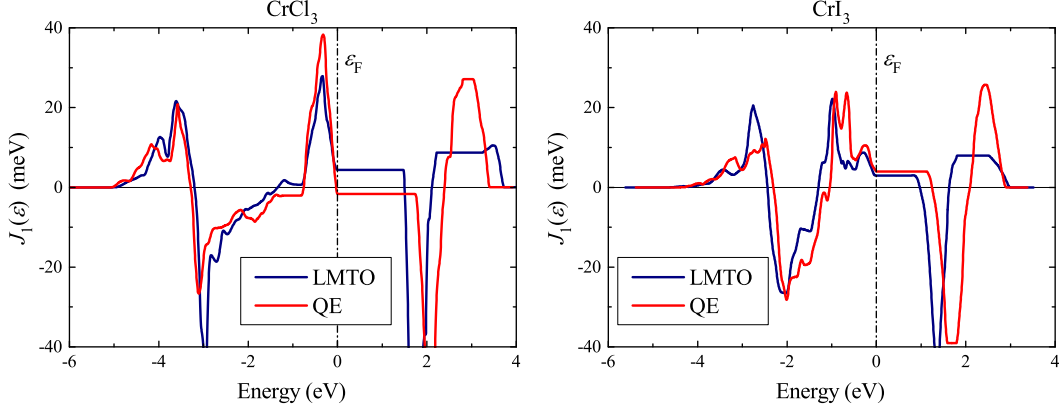 CrCl3
40
20
0
-20
-40
J1(ε) (meV)
εF
LMTO
QE
-6 -4 -2 0 2 4
Energy (eV)
CrI3
40
20
0
-20
-40
J1(ε) (meV)
εF
LMTO
QE
-6 -4 -2 0 2 4
Energy (eV)